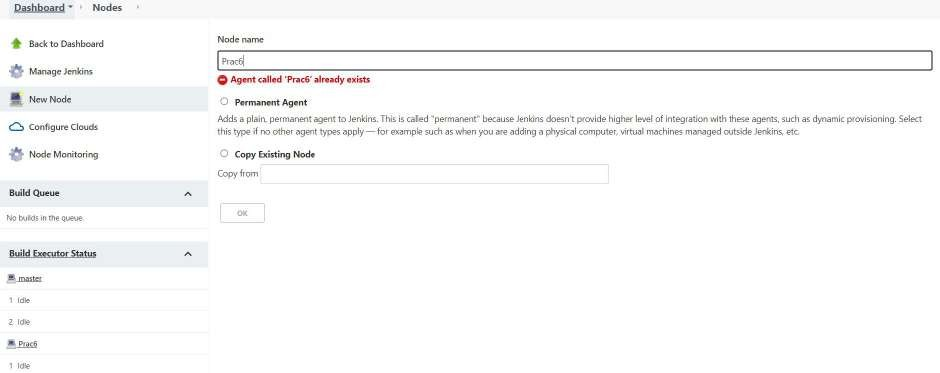 Dashboard
Nodes
Back to Dashboard
Manage Jenkins
New Node
Configure Clouds
Node Monitoring
Build Queue
No builds in the queue.
Build Executor Status
master
1 Idle
2 Idle
Prac6
1 Idle
Node name
Prac6
Agent called 'Prac6' already exists
Permanent Agent
Adds a plain, permanent agent to Jenkins. This is called "permanent" because Jenkins doesn't provide higher level of integration with these agents, such as dynamic provisioning. Select
this type if no other agent types apply — for example such as when you are adding a physical computer, virtual machines managed outside Jenkins, etc.
Copy Existing Node
Copy from
OK